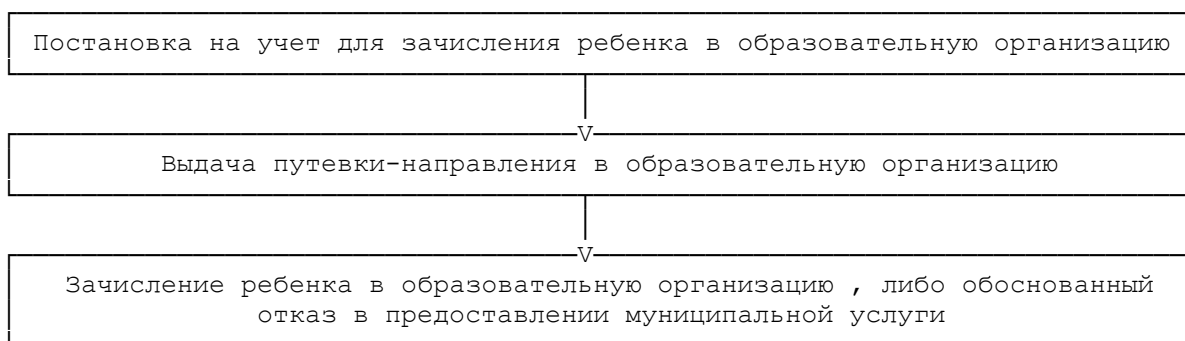 Постановка на учет для зачисления ребенка в образовательную организацию
Выдача путевки-направления в образовательную организацию
Зачисление ребенка в образовательную организацию , либо обоснованный
отказ в предоставлении муниципальной услуги